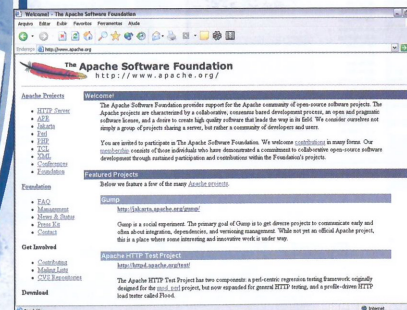 Welcome! - The Apache Software Foundation
Arquivo Editar Exibir Favoritos Ferramentas Ajuda
Endereço http://www.apache.org
The Apache Software Foundation
http://www.apache.org/
Apache Projects
HTTP Server
APR
Jakarta
Perl
PHP
TCL
XML
Conferences
Foundation
Foundation
FAQ
Management
News & Status
Press Kit
Contact
Get Involved
Contributing
Mailing Lists
CVS Repositories
Download
Welcome!
The Apache Software Foundation provides support for the Apache community of open-source software projects. The
Apache projects are characterized by a collaborative, consensus based development process, an open and pragmatic
software license, and a desire to create high quality software that leads the way in its field. We consider ourselves not
simply a group of projects sharing a server, but rather a community of developers and users.
You are invited to participate in The Apache Software Foundation. We welcome contributions in many forms. Our
membership consists of those individuals who have demonstrated a commitment to collaborative open-source software
development through sustained participation and contributions within the Foundation's projects.
Featured Projects
Below we feature a few of the many Apache projects.
Gump
http://jakarta.apache.org/gump/
Gump is a social experiment. The primary goal of Gump is to get diverse projects to communicate early and
often about integration, dependencies, and versioning management. While not yet an official Apache project,
this is a place where some interesting and innovative work is under way.
Apache HTTP Test Project
http://httpd.apache.org/test/
The Apache HTTP Test Project has two components: a perl-centric regression testing framework originally
designed for the mod_perl project, but now expanded for general HTTP testing, and a profile-driven HTTP
load tester called Flood.
Internet